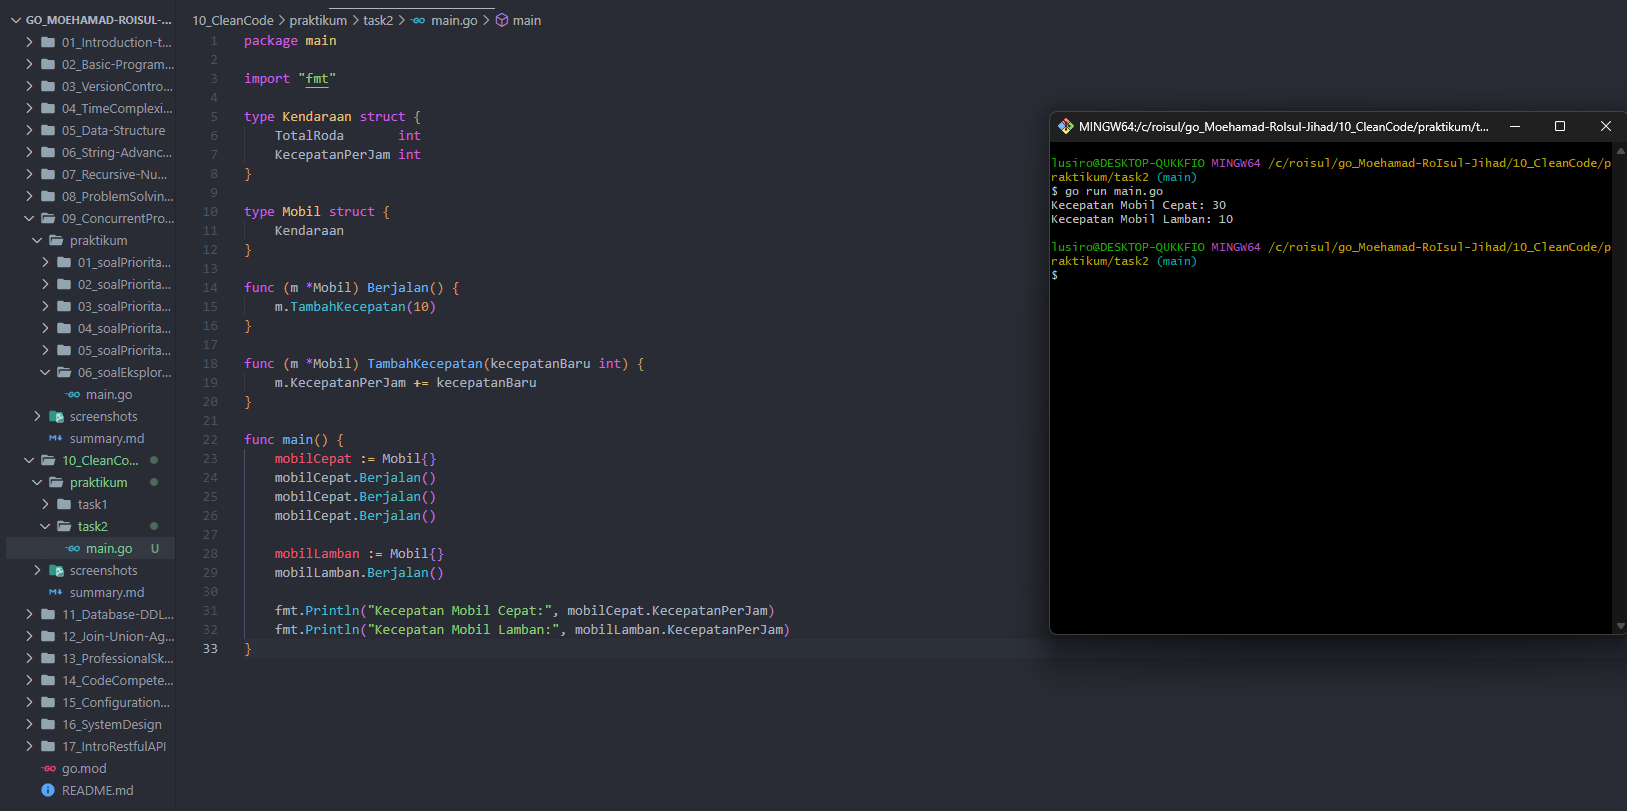 GO_MOEHAMAD-ROISUL-...
01_Introduction-t...
02_Basic-Program...
03_VersionContro...
04_TimeComplexi...
05_Data-Structure
06_String-Advanc...
07_Recursive-Nu...
08_ProblemSolvin...
09_ConcurrentPro...
praktikum
01_soalPriorita...
02_soalPriorita...
03_soalPriorita...
04_soalPriorita...
05_soalPriorita...
06_soalEksplor...
main.go
screenshots
summary.md
10_CleanCo...
praktikum
task1
task2
main.go U
screenshots
summary.md
11_Database-DDL...
12_Join-Union-Ag...
13_ProfessionalSk...
14_CodeCompete...
15_Configuration...
16_SystemDesign
17_IntroRestfulAPI
go.mod
README.md
10_CleanCode > praktikum > task2 > main.go > main
1 package main
2
3 import "fmt"
4
5 type Kendaraan struct {
6 TotalRoda int
7 KecepatanPerJam int
8 }
9
10 type Mobil struct {
11 Kendaraan
12 }
13
14 func (m *Mobil) Berjalan() {
15 m.TambahKecepatan(10)
16 }
17
18 func (m *Mobil) TambahKecepatan(kecepatanBaru int) {
19 m.KecepatanPerJam += kecepatanBaru
20 }
21
22 func main() {
23 mobilCepat := Mobil{}
24 mobilCepat.Berjalan()
25 mobilCepat.Berjalan()
26 mobilCepat.Berjalan()
27
28 mobilLamban := Mobil{}
29 mobilLamban.Berjalan()
30
31 fmt.Println("Kecepatan Mobil Cepat:", mobilCepat.KecepatanPerJam)
32 fmt.Println("Kecepatan Mobil Lamban:", mobilLamban.KecepatanPerJam)
33 }
MINGW64:/c/roisul/go_Moehamad-RoIsul-Jihad/10_CleanCode/praktikum/t...
lusiro@DESKTOP-QUKKFIO MINGW64 /c/roisul/go_Moehamad-RoIsul-Jihad/10_CleanCode/p
raktikum/task2 (main)
$ go run main.go
Kecepatan Mobil Cepat: 30
Kecepatan Mobil Lamban: 10
lusiro@DESKTOP-QUKKFIO MINGW64 /c/roisul/go_Moehamad-RoIsul-Jihad/10_CleanCode/p
raktikum/task2 (main)
$